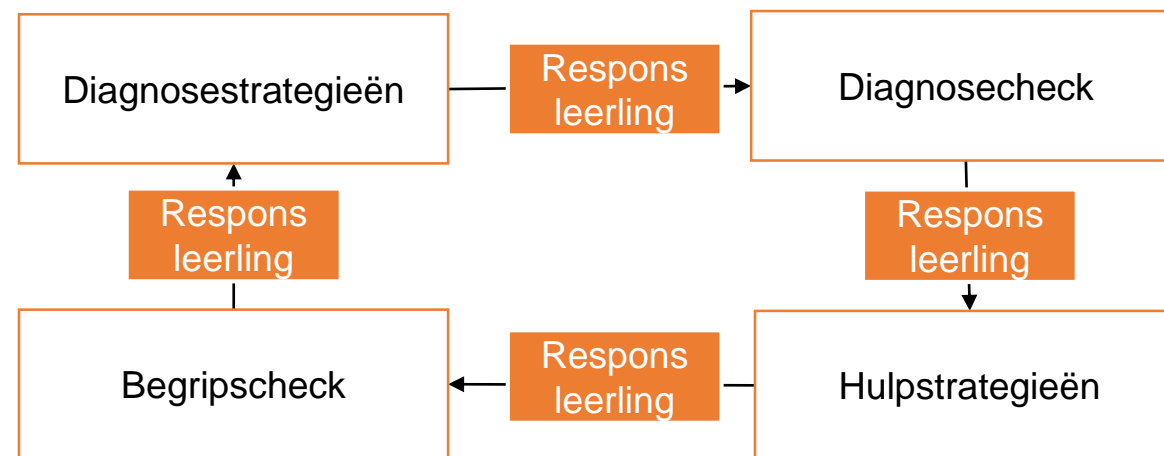 Diagnosestrategieën
Respons
leerling
Diagnosecheck
Respons
leerling
Respons
leerling
Begripscheck
Respons
leerling
Hulpstrategieën